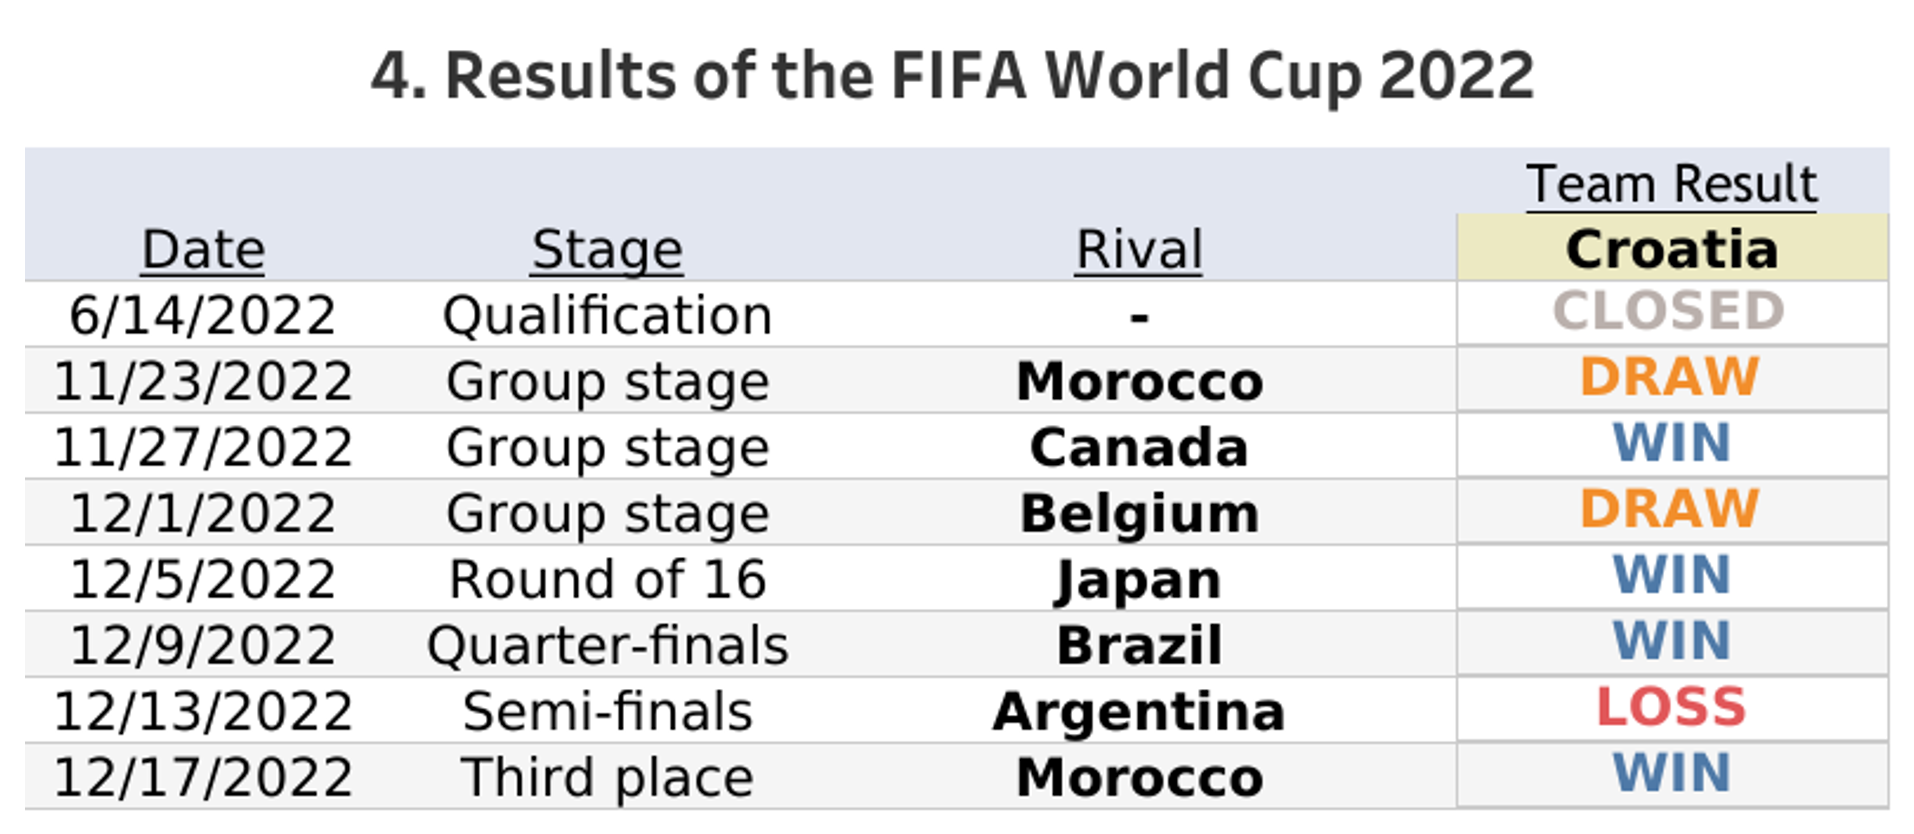 4. Results of the FIFA World Cup 2022
Team Result
Date Stage Rival Croatia
6/14/2022 Qualification - CLOSED
11/23/2022 Group stage Morocco DRAW
11/27/2022 Group stage Canada WIN
12/1/2022 Group stage Belgium DRAW
12/5/2022 Round of 16 Japan WIN
12/9/2022 Quarter-finals Brazil WIN
12/13/2022 Semi-finals Argentina LOSS
12/17/2022 Third place Morocco WIN